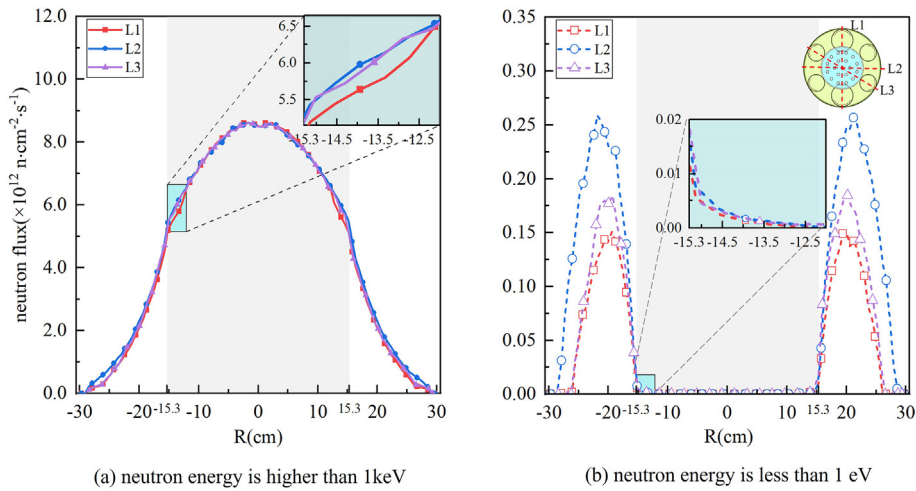 12.0
10.0
8.0
6.0
4.0
2.0
0.0
neutron flux(×10¹² n·cm⁻²·s⁻¹)
L1
L2
L3
6.5
6.0
5.5
15.3 -14.5 -13.5 -12.5
-30 -20 -15.3 -10 0 10 15.3 20 30
R(cm)
(a) neutron energy is higher than 1keV
0.35
0.30
0.25
0.20
0.15
0.10
0.05
0.00
L1
L2
L3
L1
L2
L3
0.02
0.01
0.00
-15.3 -14.5 -13.5 -12.5
-30 -20 -15.3 -10 0 10 15.3 20 30
R(cm)
(b) neutron energy is less than 1 eV